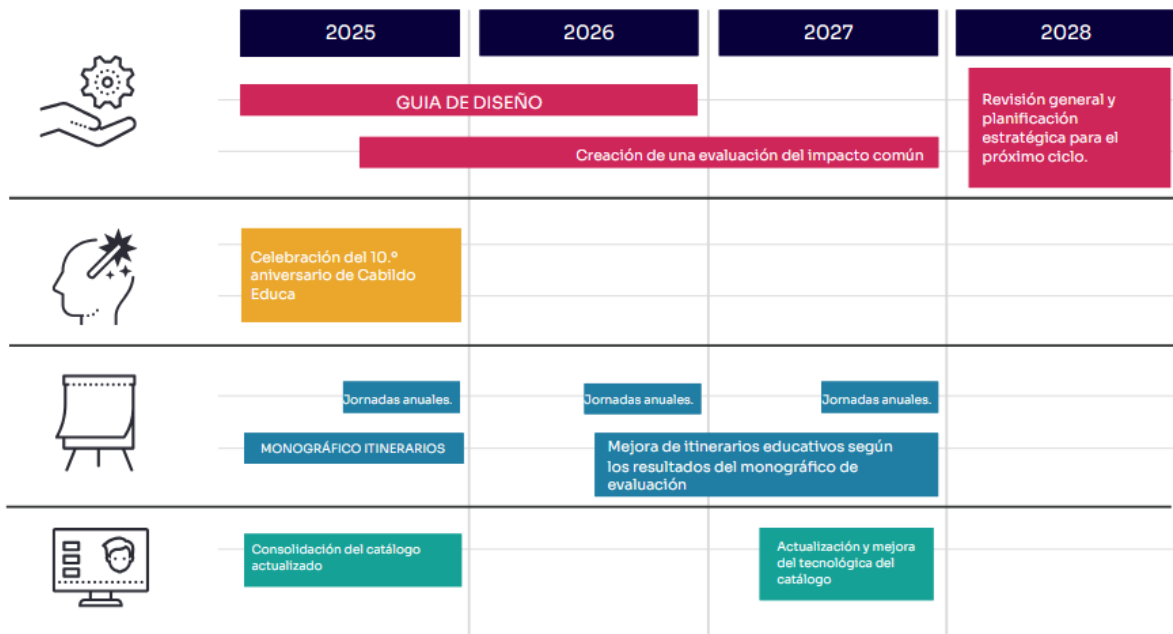 2025
2026
2027
2028
GUIA DE DISEÑO
Creación de una evaluación del impacto común
Revisión general y
planificación
estratégica para el
próximo ciclo.
Celebración del 10.º
aniversario de Cabildo
Educa
Jornadas anuales.
Jornadas anuales.
Jornadas anuales.
MONOGRÁFICO ITINERARIOS
Mejora de itinerarios educativos según
los resultados del monográfico de
evaluación
Consolidación del catálogo
actualizado
Actualización y mejora
del tecnológica del
catálogo